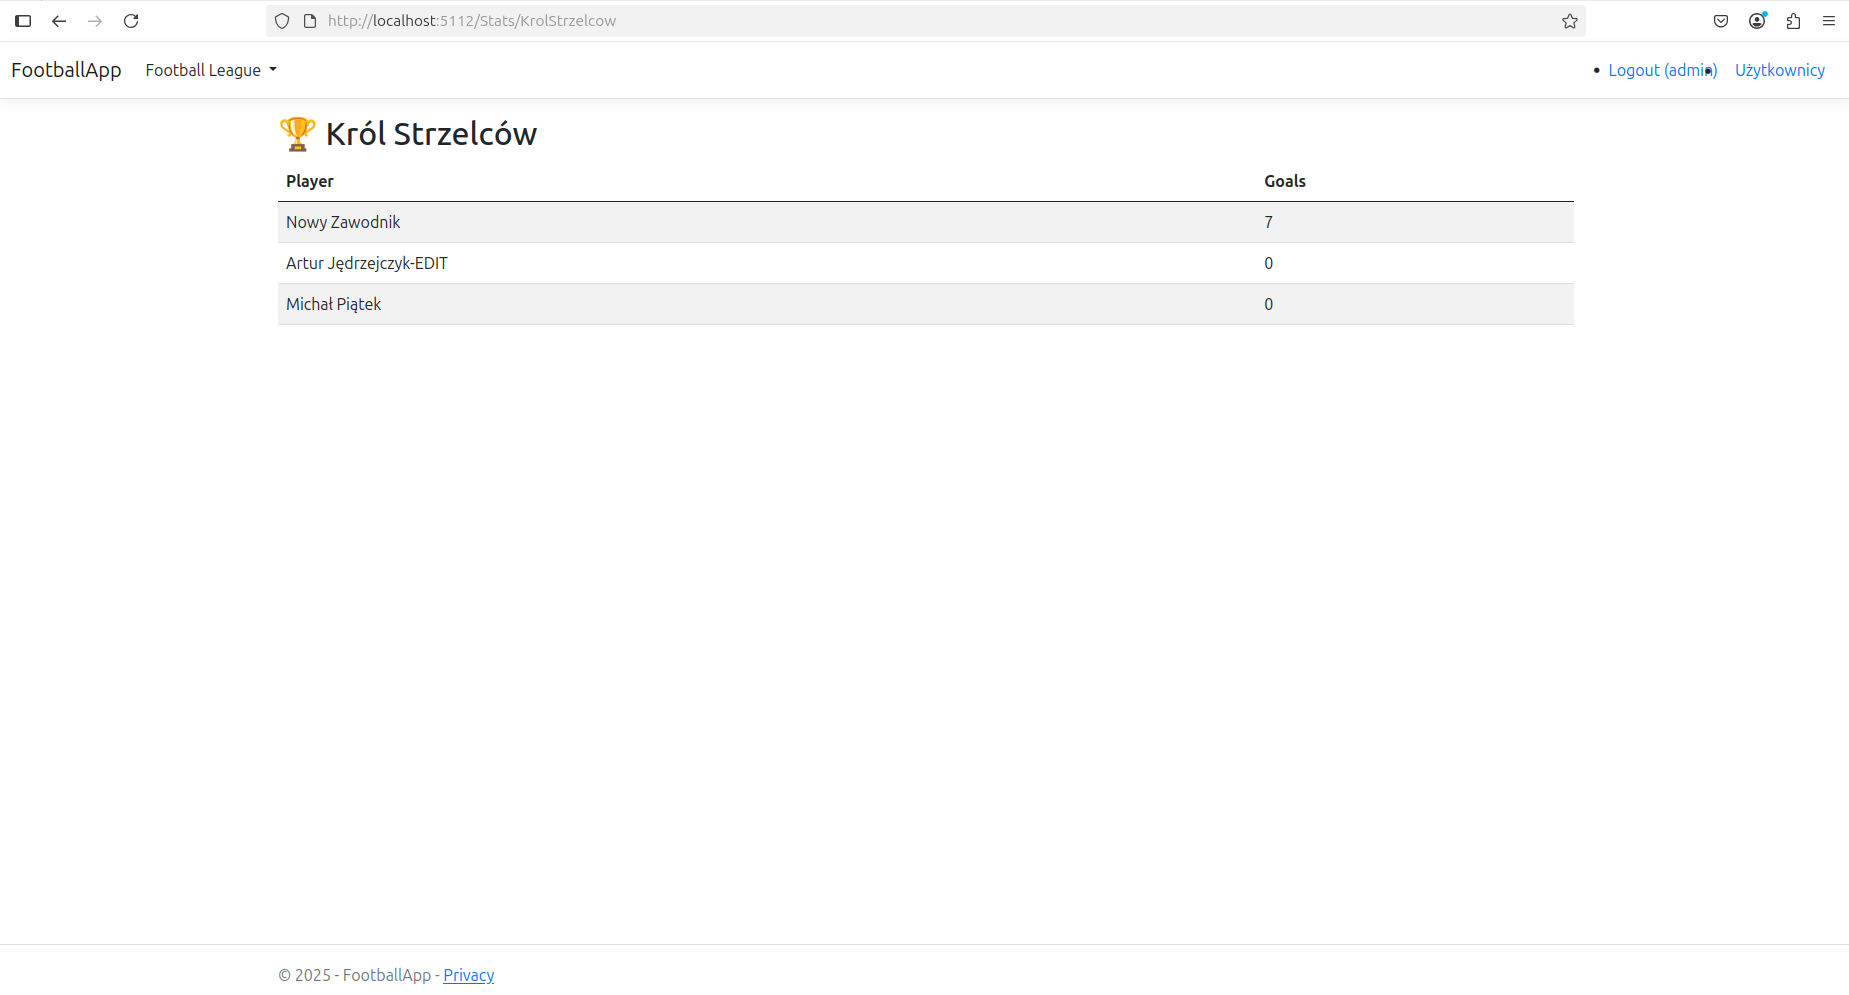 http://localhost:5112/Stats/KrolStrzelcow
FootballApp Football League • Logout (admin) • Użytkownicy
🏆 Król Strzelców
Player Goals
Nowy Zawodnik 7
Artur Jędrzejczyk-EDIT 0
Michał Piątek 0
© 2025 - FootballApp - Privacy